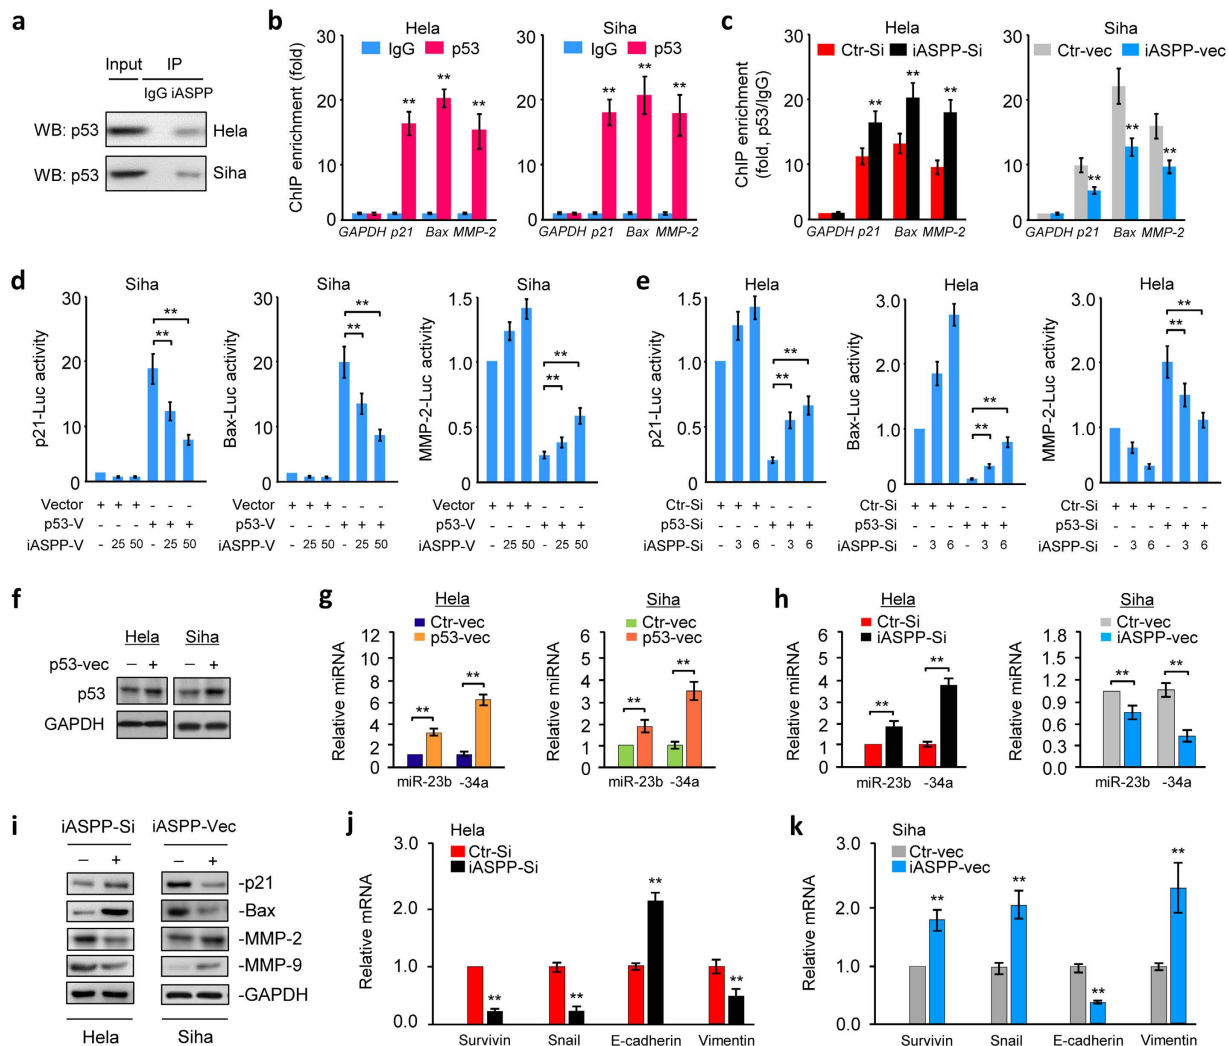 a
Input IP
IgG iASPP
WB: p53 Hela
WB: p53 Siha
b
Hela
IgG p53
ChIP enrichment (fold)
30
20
10
0
** ** **
GAPDH p21 Bax MMP-2
Siha
IgG p53
30
20
10
0
** ** **
GAPDH p21 Bax MMP-2
c
Hela
Ctr-Si iASPP-Si
ChIP enrichment
(fold, p53/IgG)
30
20
10
0
** ** **
GAPDH p21 Bax MMP-2
Siha
Ctr-vec
iASPP-vec
30
20
10
0
** ** **
GAPDH p21 Bax MMP-2
d
Siha
p21-Luc activity
30
20
10
0
**
**
Vector + + + - - -
p53-V - - - + + +
iASPP-V - 25 50 - 25 50
Siha
Bax-Luc activity
30
20
10
0
**
**
Vector + + + - - -
p53-V - - - + + +
iASPP-V - 25 50 - 25 50
Siha
MMP-2-Luc activity
1.5
1.0
0.5
0
**
**
Vector + + + - - -
p53-V - - - + + +
iASPP-V - 25 50 - 25 50
e
Hela
p21-Luc activity
1.5
1.0
0.5
0
**
**
Ctr-Si + + + - - -
p53-Si - - - + + +
iASPP-Si - 3 6 - 3 6
Hela
Bax-Luc activity
3.0
2.0
1.0
0
**
**
Ctr-Si + + + - - -
p53-Si - - - + + +
iASPP-Si - 3 6 - 3 6
Hela
MMP-2-Luc activity
3.0
2.0
1.0
0
**
**
Ctr-Si + + + - - -
p53-Si - - - + + +
iASPP-Si - 3 6 - 3 6
f
Hela Siha
p53-vec – + – +
p53
GAPDH
g
Hela
Ctr-vec
p53-vec
Relative miRNA
12
10
8
6
4
2
0
** **
miR-23b -34a
Siha
Ctr-vec
p53-vec
Relative miRNA
6
5
4
3
2
1
0
** **
miR-23b -34a
h
Hela
Ctr-Si
iASPP-Si
Relative miRNA
6
5
4
3
2
1
0
** **
miR-23b -34a
Siha
Ctr-vec
iASPP-vec
Relative miRNA
1.8
1.5
1.2
0.9
0.6
0.3
0.0
** **
miR-23b -34a
i
iASPP-Si iASPP-Vec
– + – +
-p21
-Bax
-MMP-2
-MMP-9
-GAPDH
Hela Siha
j
Hela
Ctr-Si
iASPP-Si
Relative mRNA
3.0
2.0
1.0
0.0
** ** ** **
Survivin Snail E-cadherin Vimentin
k
Siha
Ctr-vec
iASPP-vec
Relative mRNA
3.0
2.0
1.0
0.0
** ** ** **
Survivin Snail E-cadherin Vimentin